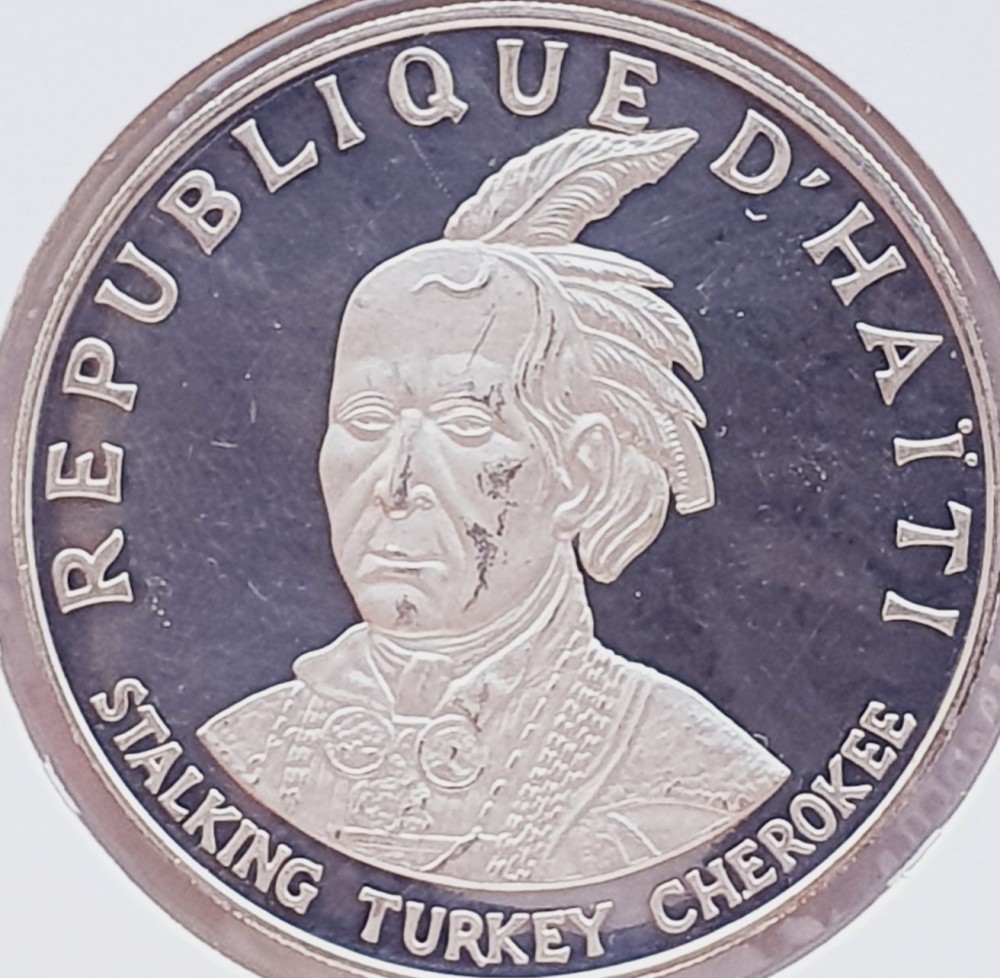 REPUBLIQUE D'HAÏTI
STALKING TURKEY CHEROKEE